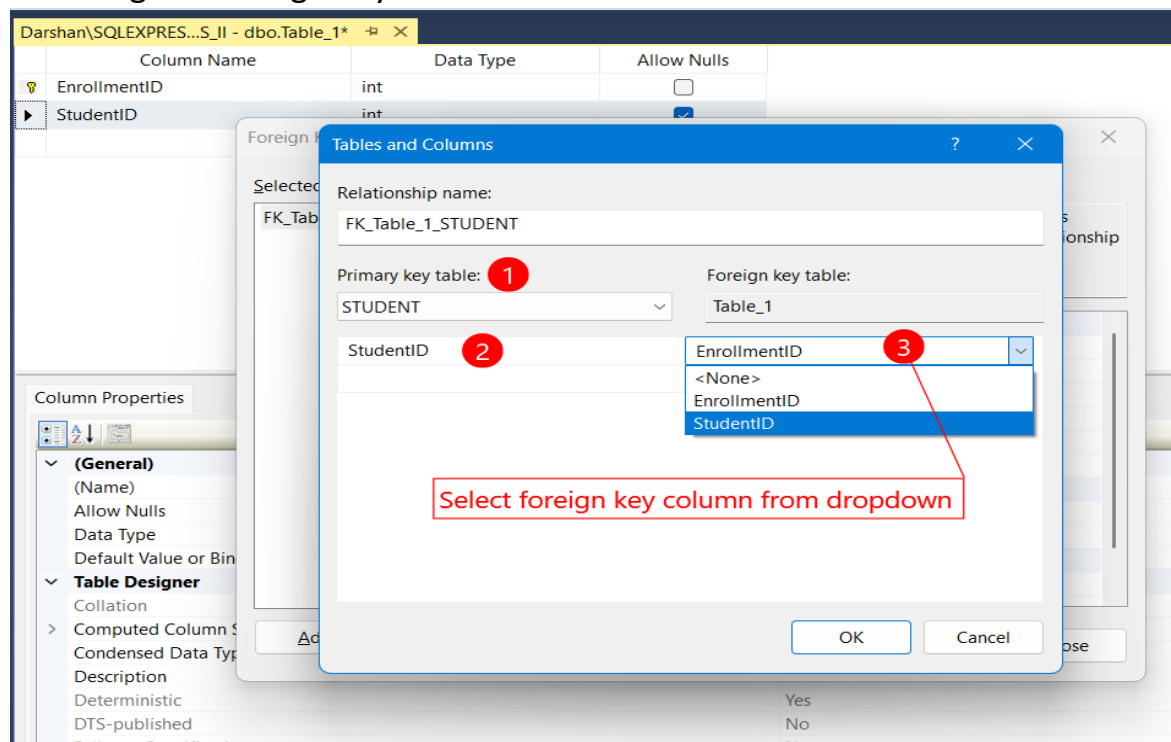 Darshan\SQLEXPRES...S_II - dbo.Table_1*
Column Name Data Type Allow Nulls
EnrollmentID int
StudentID int
Foreign
Tables and Columns ?
Selected
Relationship name:
FK_Tab
FK_Table_1_STUDENT
ionship
Primary key table: 1 Foreign key table:
STUDENT Table_1
StudentID 2 EnrollmentID 3
<None>
EnrollmentID
StudentID
Column Properties
(General)
(Name)
Select foreign key column from dropdown
Allow Nulls
Data Type
Default Value or Bin
Table Designer
Collation
Computed Column
Ad
OK Cancel
ose
Condensed Data Typ
Description
Deterministic Yes
DTS-published No